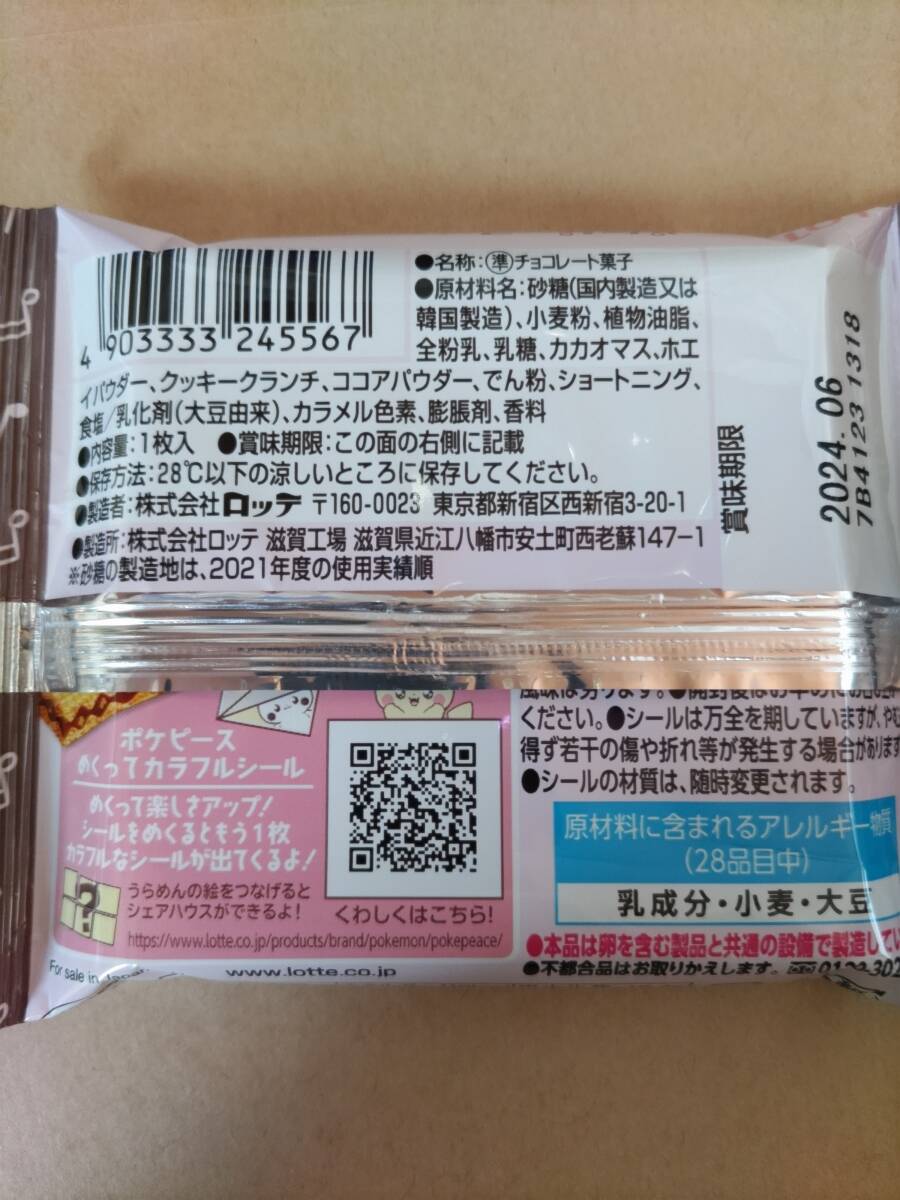 4 903333 245567
●名称:準チョコレート菓子
●原材料名:砂糖(国内製造又は
韓国製造)、小麦粉、植物油脂、
全粉乳、乳糖、カカオマス、ホエ
イパウダー、クッキークランチ、ココアパウダー、でん粉、ショートニング、
食塩/乳化剤(大豆由来)、カラメル色素、膨脹剤、香料
●内容量:1枚入 ●賞味期限:この面の右側に記載
●保存方法:28℃以下の涼しいところに保存してください。
●製造者:株式会社ロッテ 〒160-0023 東京都新宿区西新宿3-20-1
●製造所:株式会社ロッテ 滋賀工場 滋賀県近江八幡市安土町西老蘇147-1
※砂糖の製造地は、2021年度の使用実績順
賞味期限
2024.06
7B4123 1318
ポケピース
めくってカラフルシール
めくって楽しさアップ!
シールをめくるともう1枚
カラフルなシールが出てくるよ!
?
うらめんの絵をつなげると
シェアハウスができるよ!
くわしくはこちら!
https://www.lotte.co.jp/products/brand/pokemon/pokepeace/
ください。●シールは万全を期していますが、やむ
得ず若干の傷や折れ等が発生する場合があります
●シールの材質は、随時変更されます。
原材料に含まれるアレルギー物質
(28品目中)
乳成分・小麦・大豆
●本品は卵を含む製品と共通の設備で製造してい
●不都合品はお取りかえします。
For sale in
www.lotte.co.jp